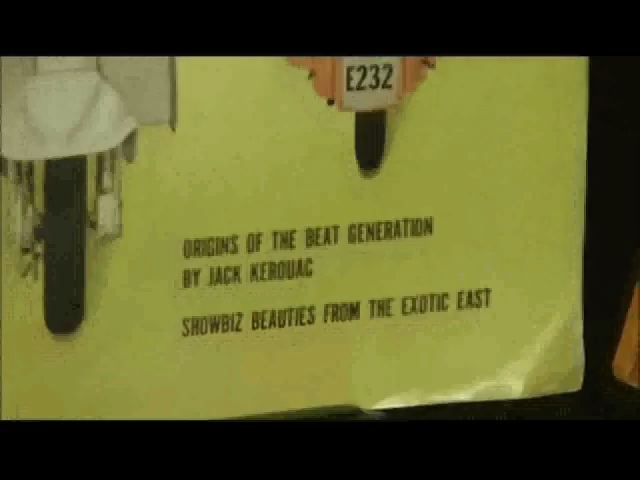 E232
ORIGINS OF THE BEAT GENERATION
BY JACK KEROUAC
SHOWBIZ BEAUTIES FROM THE EXOTIC EAST